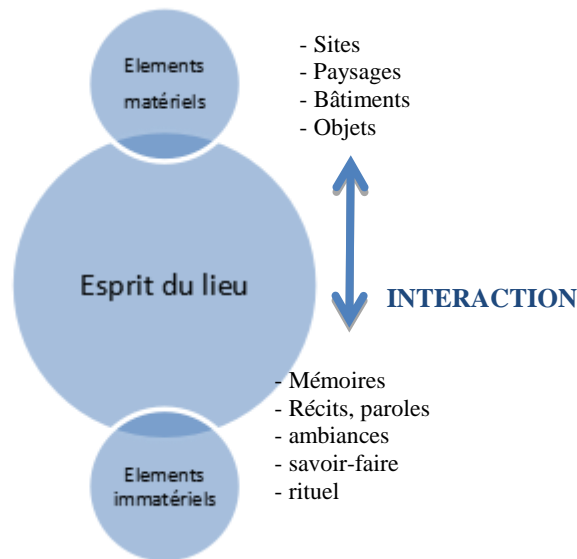 Elements
matériels
- Sites
- Paysages
- Bâtiments
- Objets
Esprit du lieu
INTERACTION
- Mémoires
- Récits, paroles
- ambiances
- savoir-faire
- rituel
Elements
immatériels